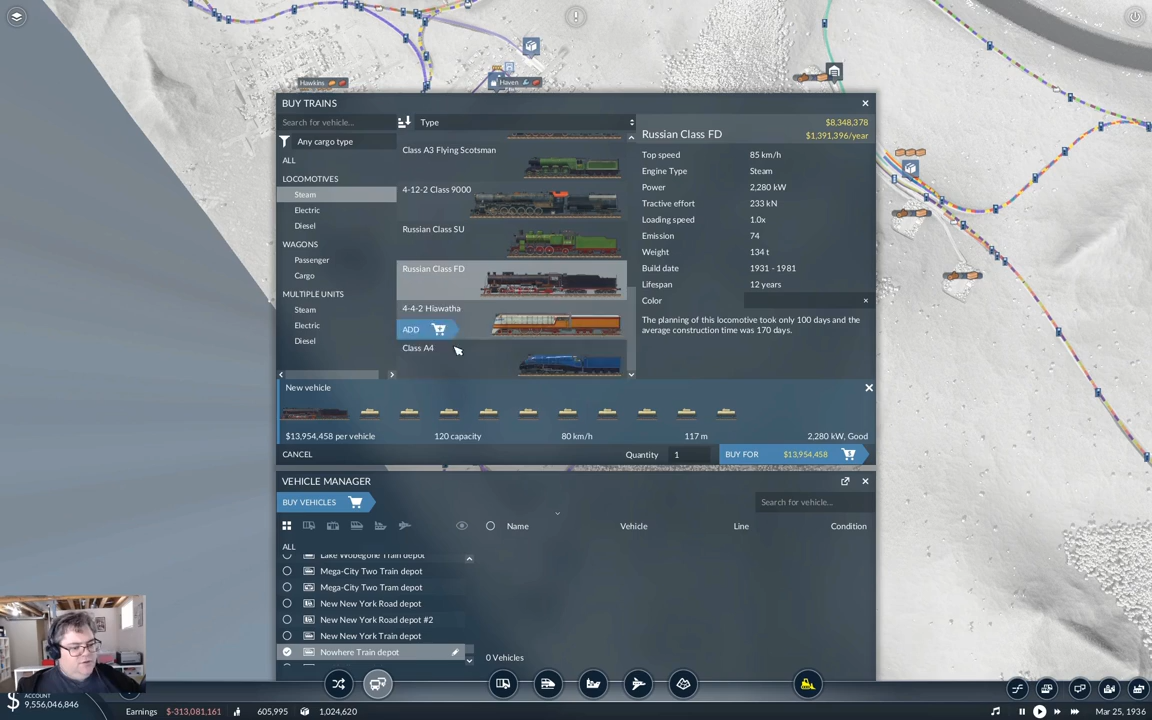 Hawkins
Haven
BUY TRAINS
Search for vehicle...
Type
Any cargo type
ALL
LOCOMOTIVES
Steam
Electric
Diesel
WAGONS
Passenger
Cargo
MULTIPLE UNITS
Steam
Electric
Diesel
Class A3 Flying Scotsman
4-12-2 Class 9000
Russian Class SU
Russian Class FD
4-4-2 Hiawatha
ADD
Class A4
Russian Class FD
$8,348,378
$1,391,396/year
Top speed 85 km/h
Engine Type Steam
Power 2,280 kW
Tractive effort 233 kN
Loading speed 1.0x
Emission 74
Weight 134 t
Build date 1931 - 1981
Lifespan 12 years
Color
The planning of this locomotive took only 100 days and the
average construction time was 170 days.
New vehicle
$13,954,458 per vehicle 120 capacity 80 km/h 117 m 2,280 kW, Good
CANCEL Quantity 1 BUY FOR $13,954,458
VEHICLE MANAGER
BUY VEHICLES
Search for vehicle...
Name Vehicle Line Condition
ALL
Lake Wobegone Train depot
Mega-City Two Train depot
Mega-City Two Tram depot
New New York Road depot
New New York Road depot #2
New New York Train depot
Nowhere Train depot
0 Vehicles
ACCOUNT
$ 9,556,046,846
Earnings $-313,081,161 605,995 1,024,620
Mar 25, 1936